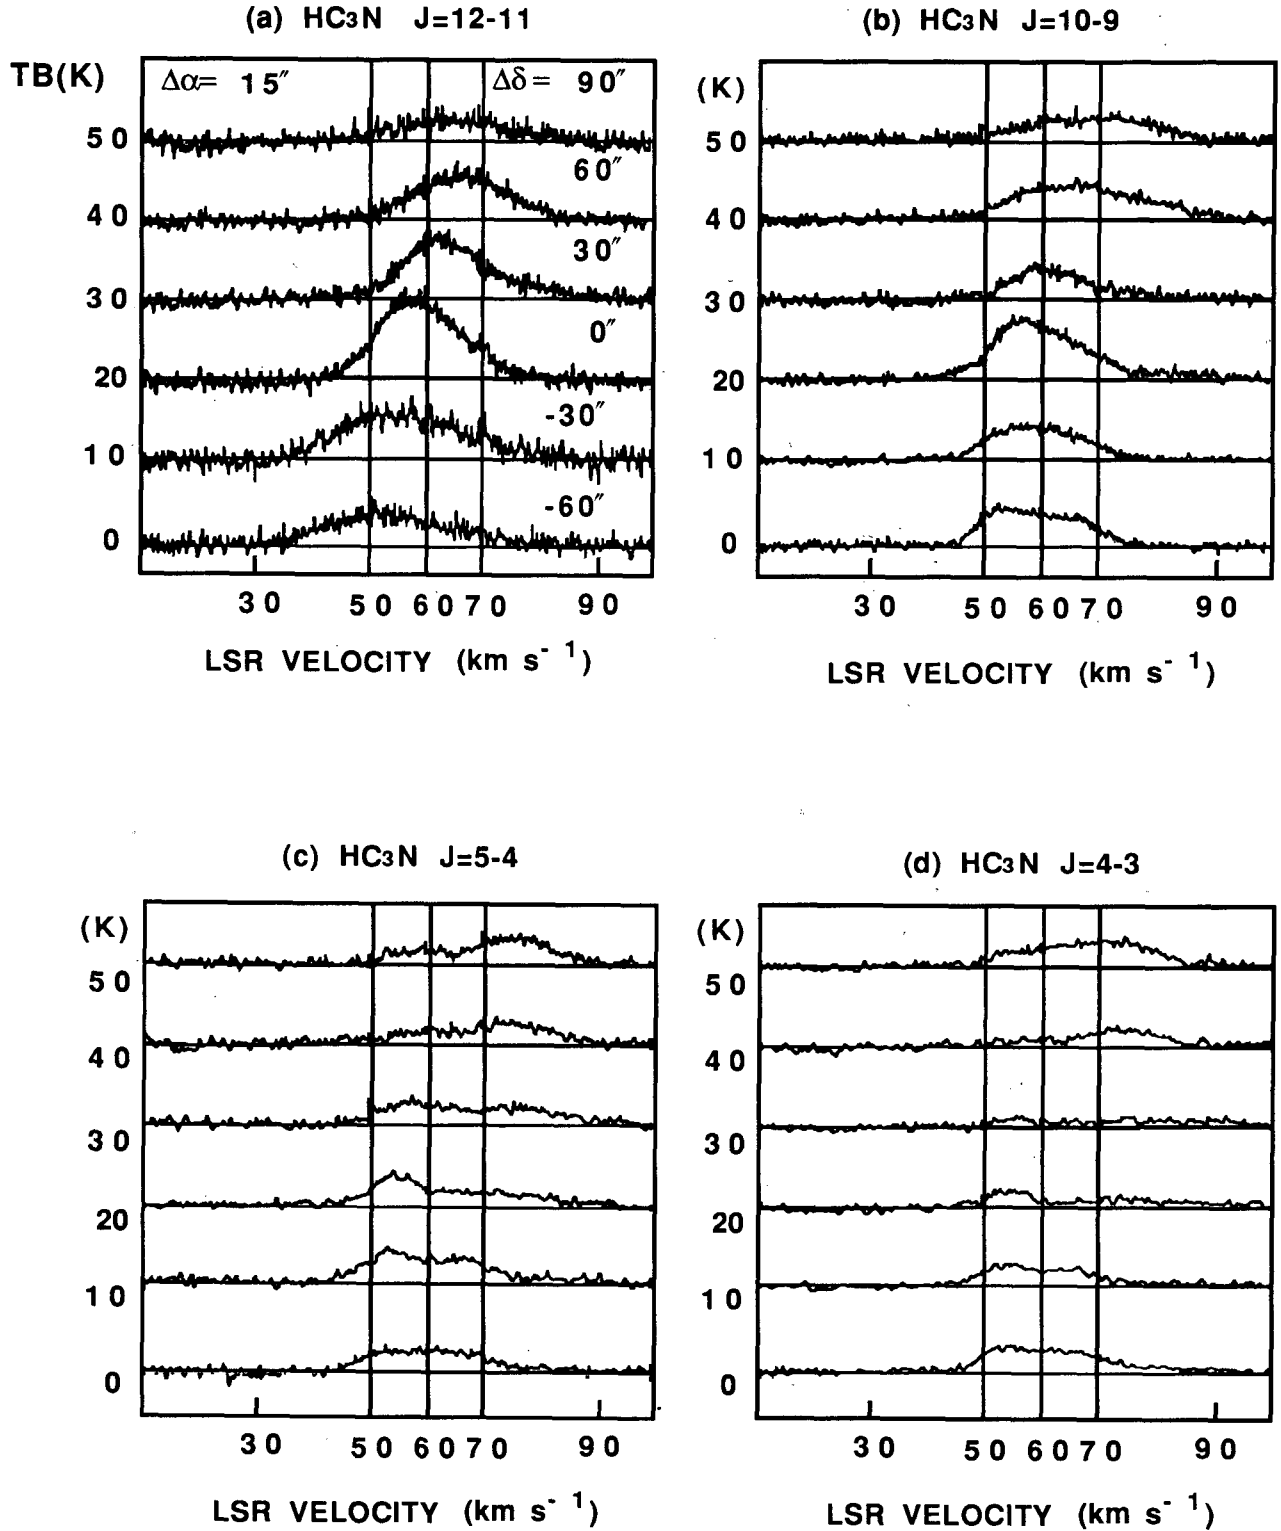 (a) HC3N J=12-11
TB(K)
Δα= 15″ Δδ= 90″
50
60″
40
30″
30
0″
20
-30″
10
-60″
0
30 50 60 70 90
LSR VELOCITY (km s- 1)
(b) HC3N J=10-9
(K)
50
40
30
20
10
0
30 50 60 70 90
LSR VELOCITY (km s- 1)
(c) HC3N J=5-4
(K)
50
40
30
20
10
0
30 50 60 70 90
LSR VELOCITY (km s- 1)
(d) HC3N J=4-3
(K)
50
40
30
20
10
0
30 50 60 70 90
LSR VELOCITY (km s- 1)